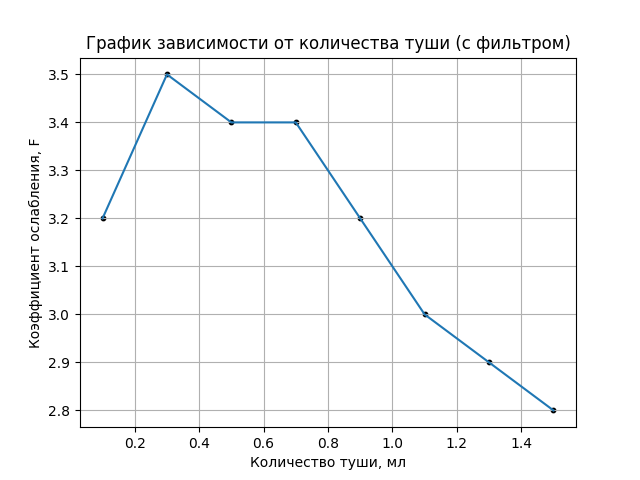 График зависимости от количества туши (с фильтром)
Коэффициент ослабления, F
3.5
3.4
3.3
3.2
3.1
3.0
2.9
2.8
0.2 0.4 0.6 0.8 1.0 1.2 1.4
Количество туши, мл